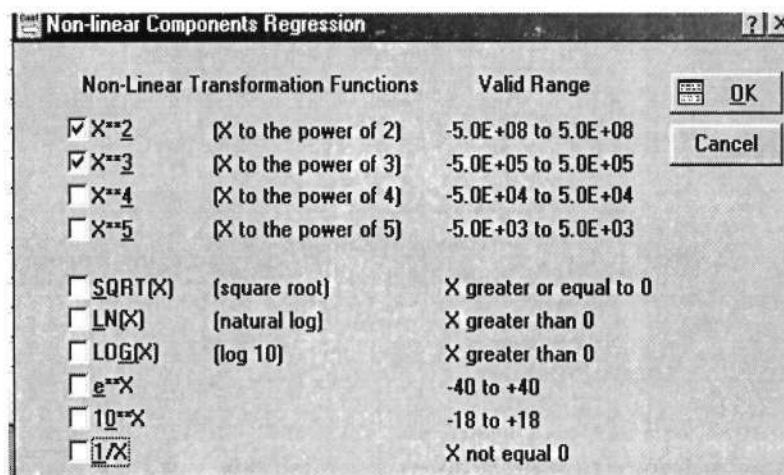 Non-linear Components Regression
Non-Linear Transformation Functions Valid Range
OK
X**2 (X to the power of 2) -5.0E+08 to 5.0E+08
Cancel
X**3 (X to the power of 3) -5.0E+05 to 5.0E+05
X**4 (X to the power of 4) -5.0E+04 to 5.0E+04
X**5 (X to the power of 5) -5.0E+03 to 5.0E+03
SQRT(X) (square root) X greater or equal to 0
LN(X) (natural log) X greater than 0
LOG(X) (log 10) X greater than 0
e**X -40 to +40
10**X -18 to +18
1/X X not equal 0